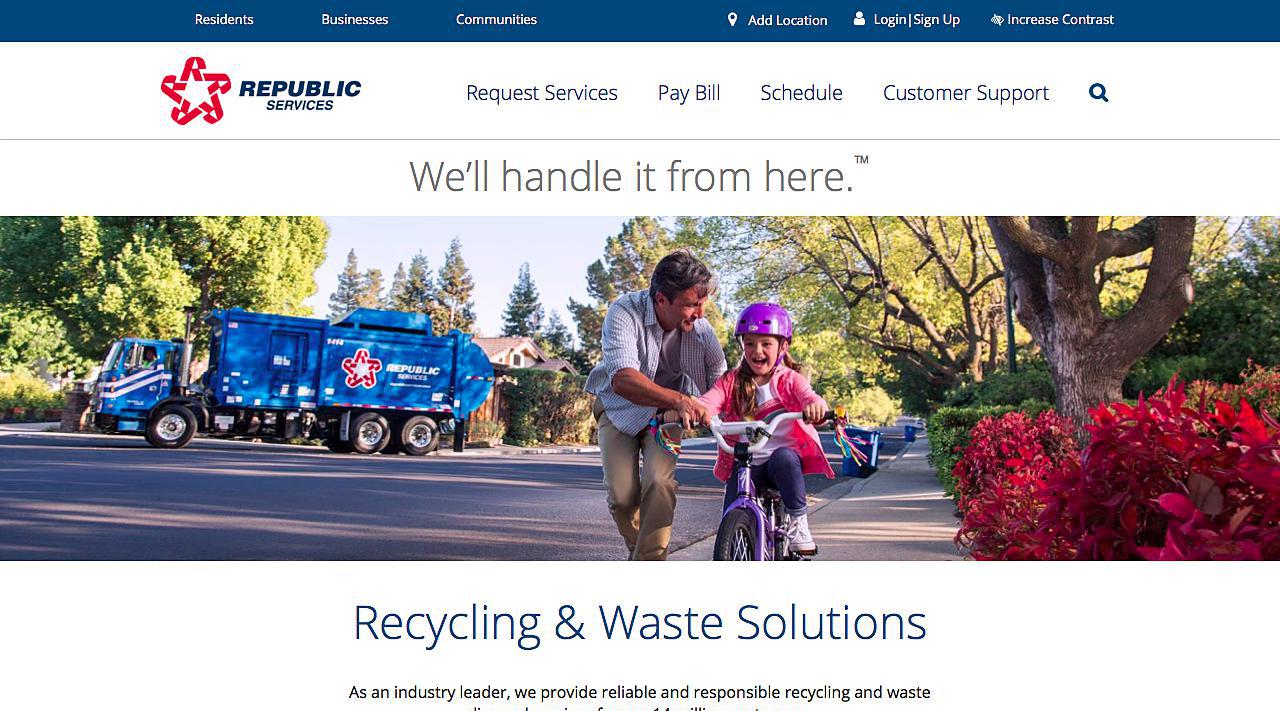 Residents Businesses Communities Add Location Login|Sign Up Increase Contrast
REPUBLIC
SERVICES
Request Services Pay Bill Schedule Customer Support
We'll handle it from here.™
1414
REPUBLIC
SERVICES
Recycling & Waste Solutions
As an industry leader, we provide reliable and responsible recycling and waste